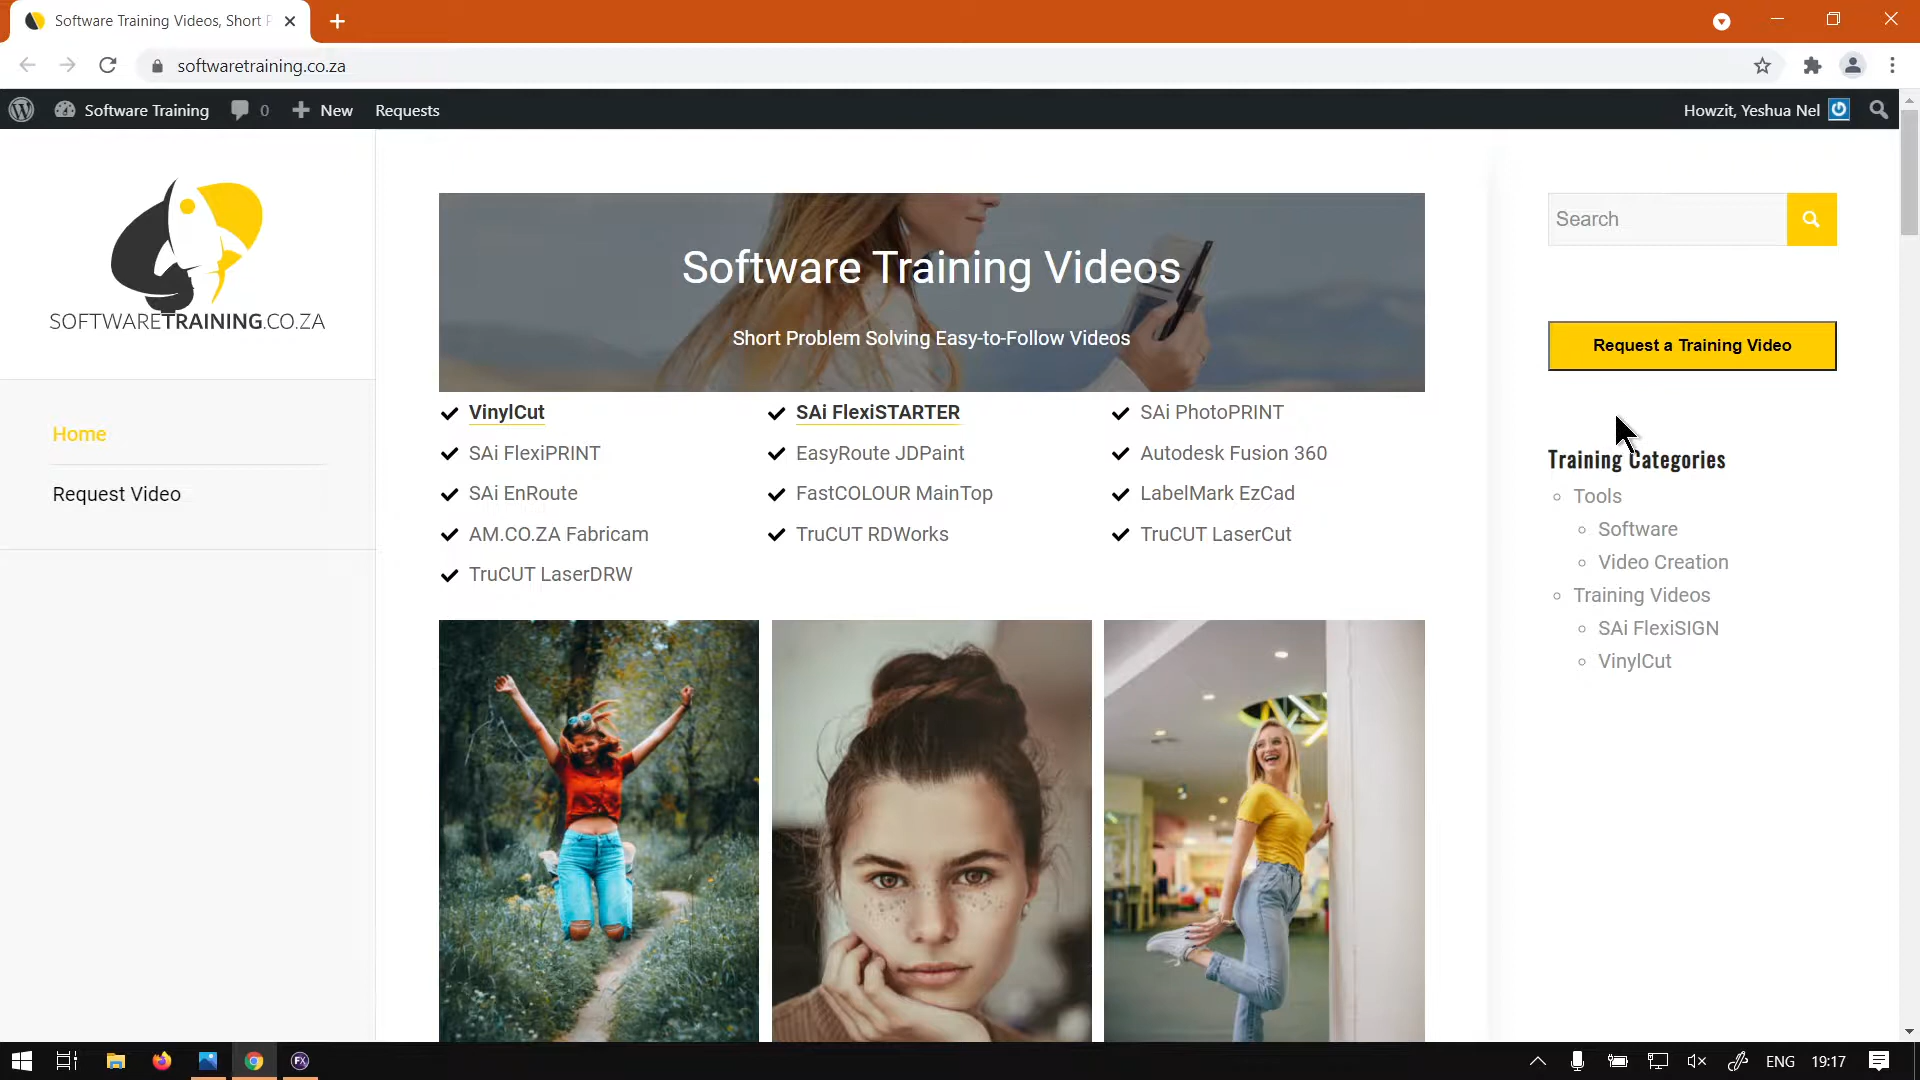 Software Training Videos, Short P
softwaretraining.co.za
Software Training
0
New
Requests
Howzit, Yeshua Nel
SOFTWARETRAINING.CO.ZA
Home
Request Video
Software Training Videos
Short Problem Solving Easy-to-Follow Videos
VinylCut
SAi FlexiSTARTER
SAi PhotoPRINT
SAi FlexiPRINT
EasyRoute JDPaint
Autodesk Fusion 360
SAi EnRoute
FastCOLOUR MainTop
LabelMark EzCad
AM.CO.ZA Fabricam
TruCUT RDWorks
TruCUT LaserCut
TruCUT LaserDRW
Search
Request a Training Video
Training Categories
Tools
Software
Video Creation
Training Videos
SAi FlexiSIGN
VinylCut
FX
ENG
19:17